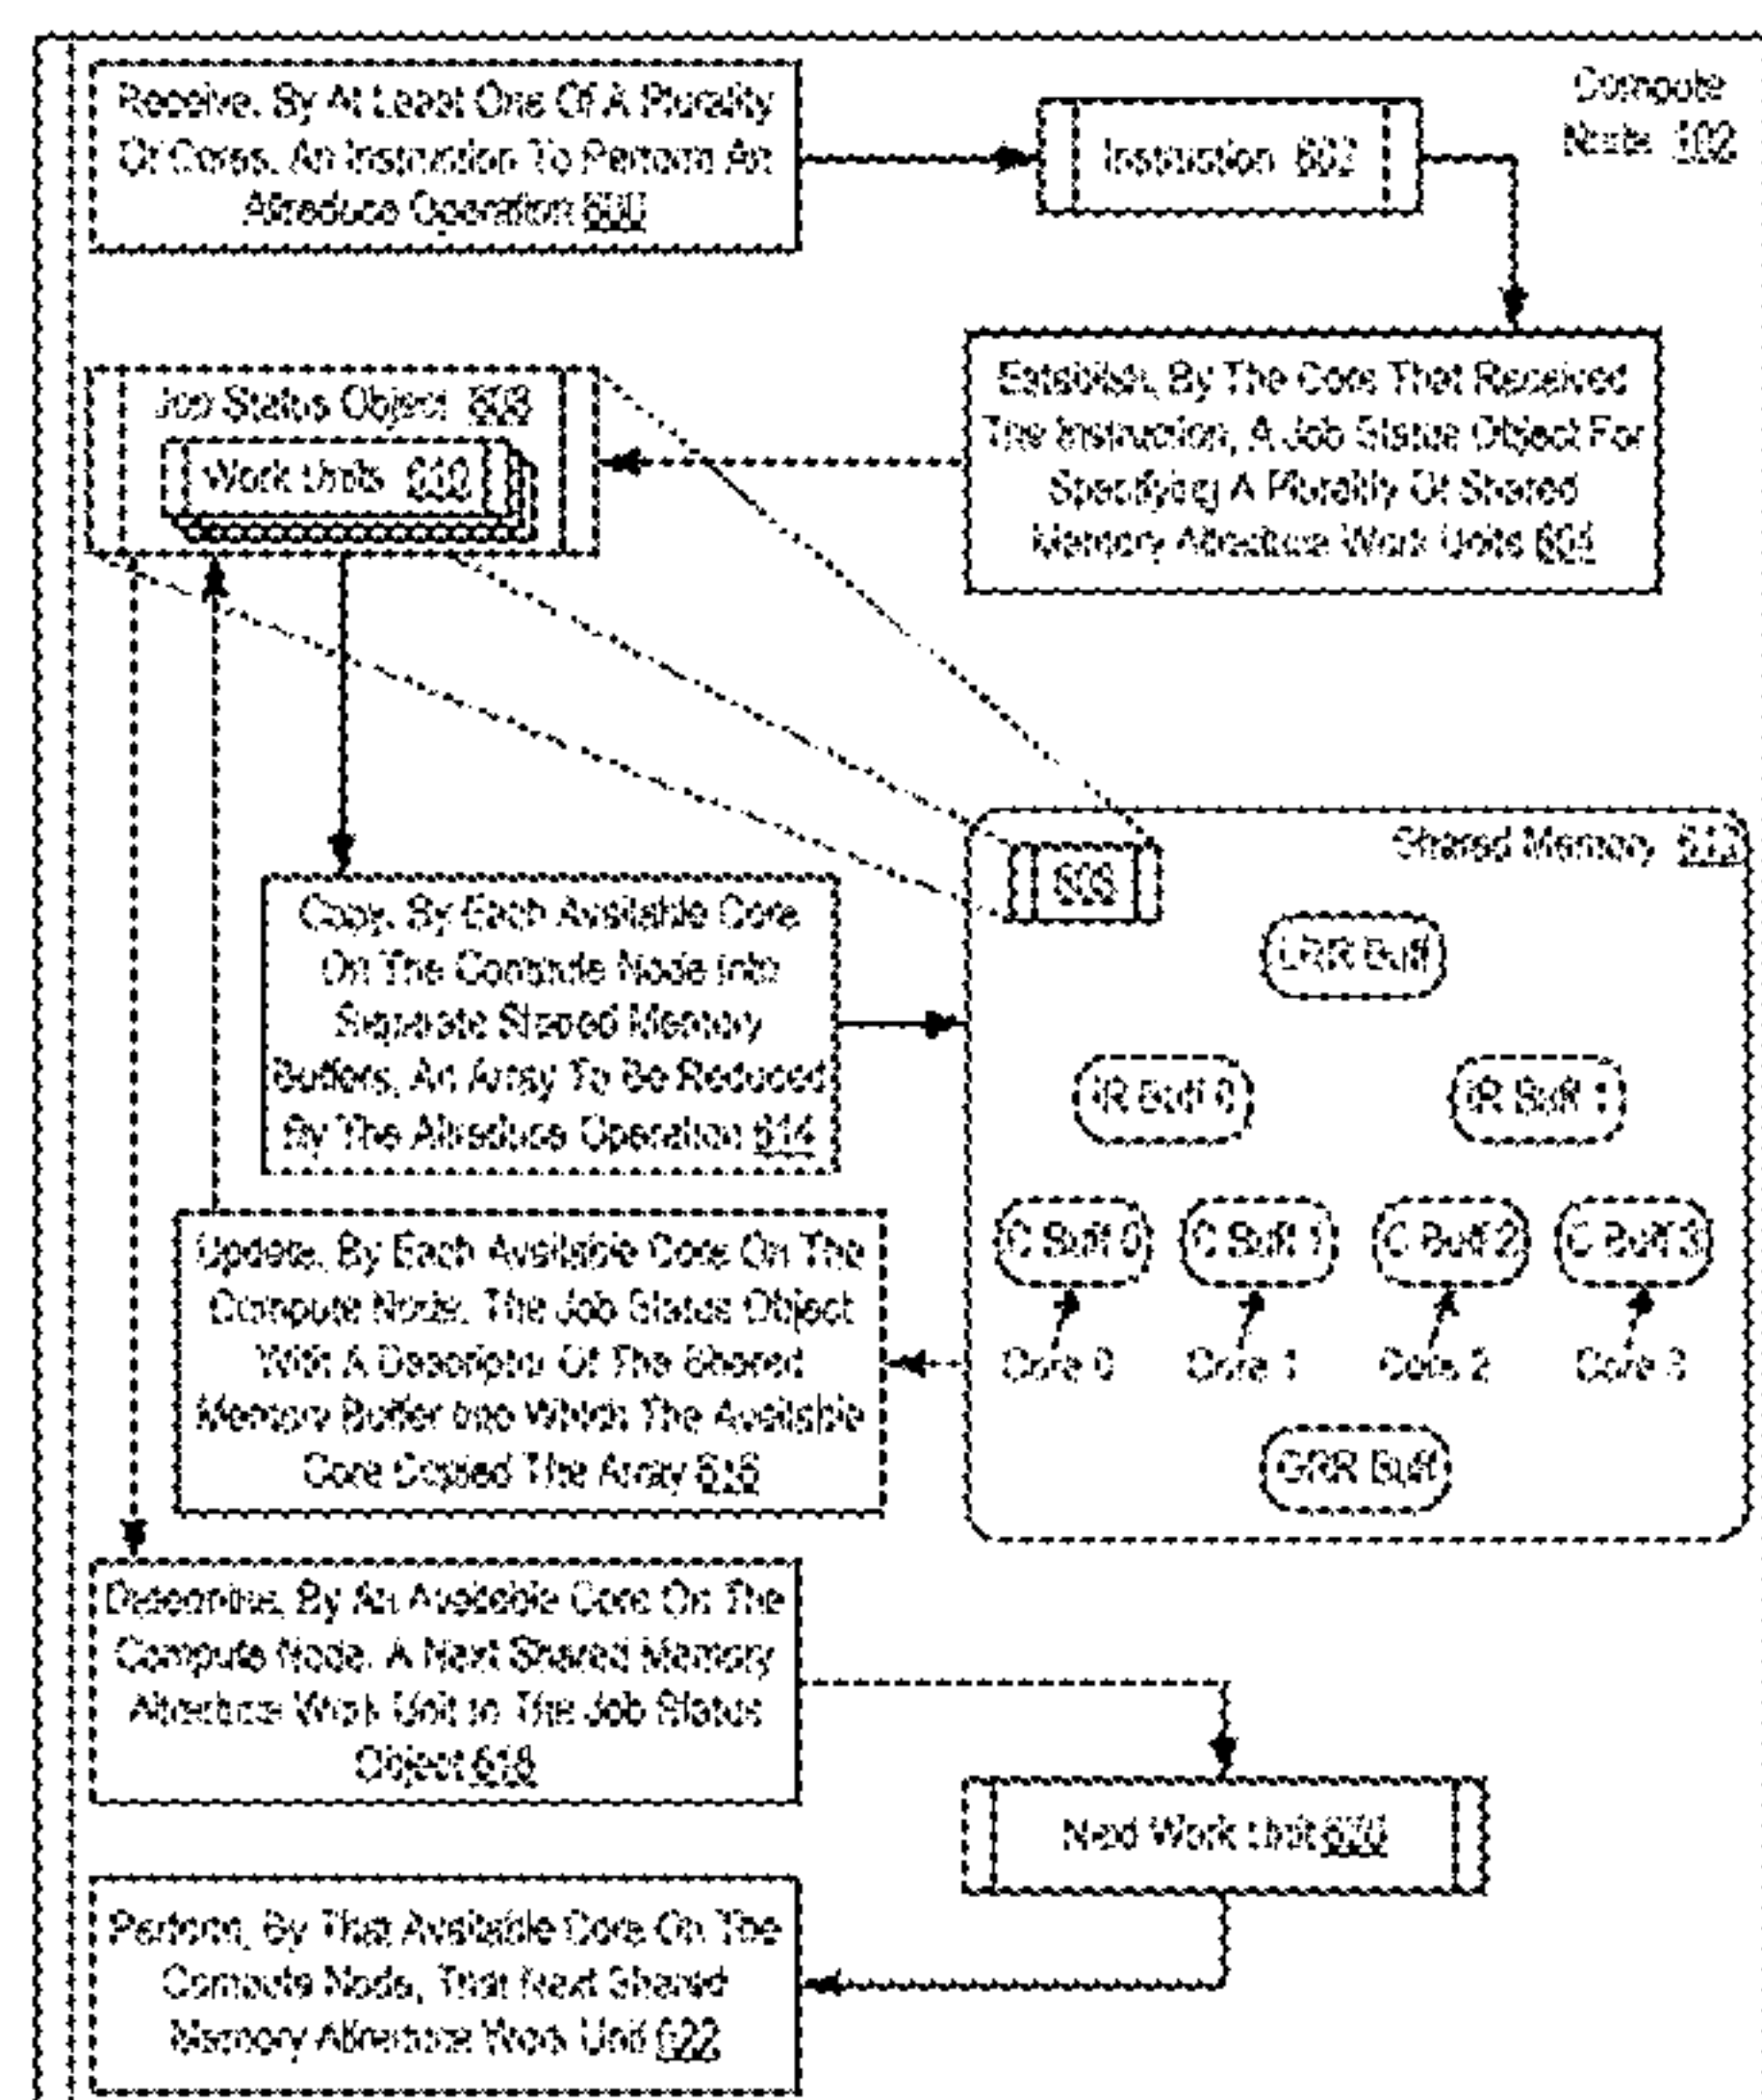 Receive, By At Least One Of A Plurality
Of Cores, An Instruction To Perform An
Allreduce Operation 600
Instruction 602
Compute
Node 102
Job Status Object 608
Work Units 610
Establish, By The Core That Received
The Instruction, A Job Status Object For
Specifying A Plurality Of Shared
Memory Allreduce Work Units 604
Shared Memory 612
608
LRR Buff
Copy, By Each Available Core
On The Compute Node Into
Separate Shared Memory
Buffers, An Array To Be Reduced
By The Allreduce Operation 614
IR Buff 0
IR Buff 1
C Buff 0
C Buff 1
C Buff 2
C Buff 3
Core 0
Core 1
Core 2
Core 3
GRR Buff
Update, By Each Available Core On The
Compute Node, The Job Status Object
With A Description Of The Shared
Memory Buffer Into Which The Available
Core Copied The Array 616
Determine, By An Available Core On The
Compute Node, A Next Shared Memory
Allreduce Work Unit In The Job Status
Object 618
Next Work Unit 620
Perform, By That Available Core On The
Compute Node, That Next Shared
Memory Allreduce Work Unit 622